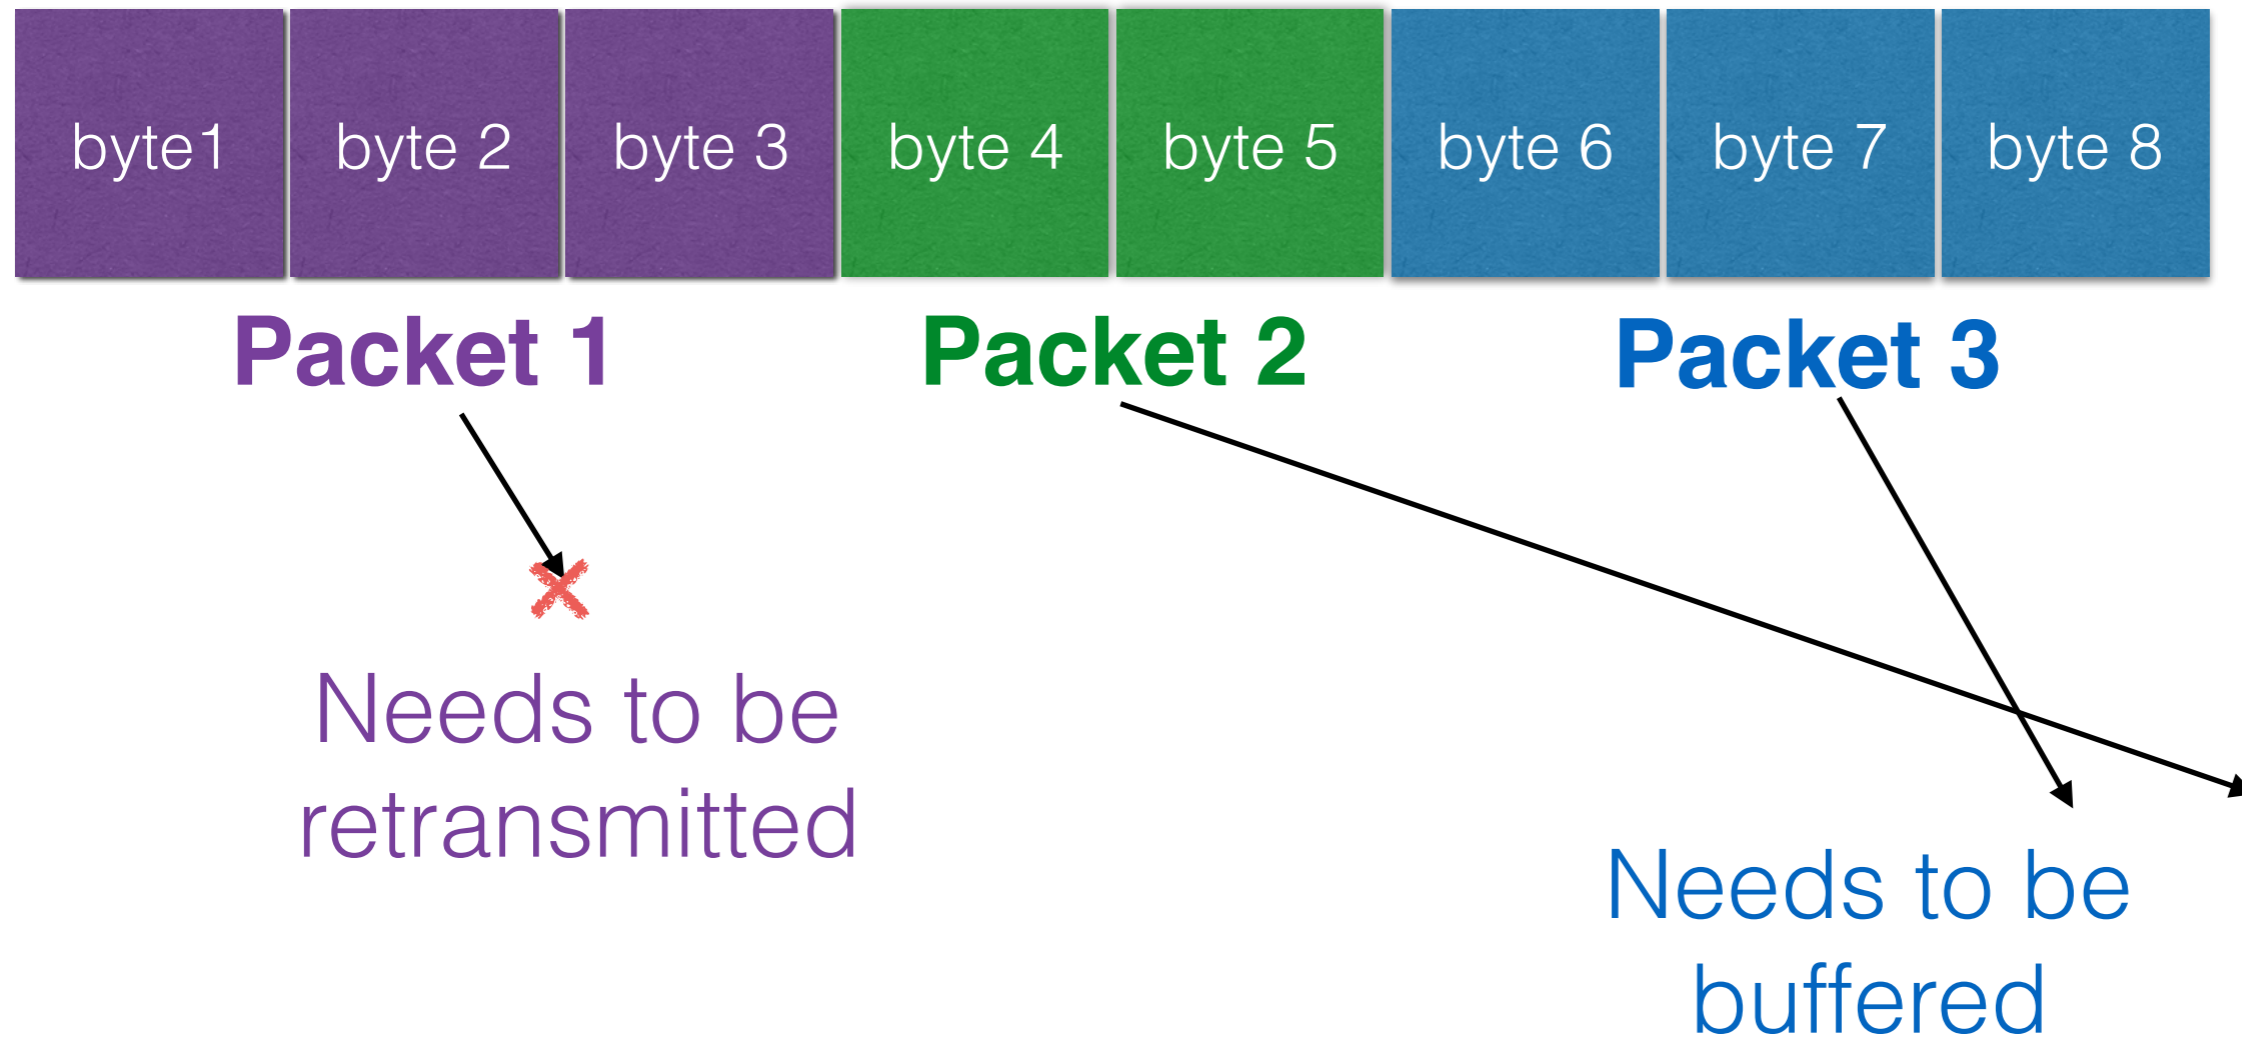 byte1 byte 2 byte 3 byte 4 byte 5 byte 6 byte 7 byte 8
Packet 1 Packet 2 Packet 3
Needs to be
retransmitted
Needs to be
buffered